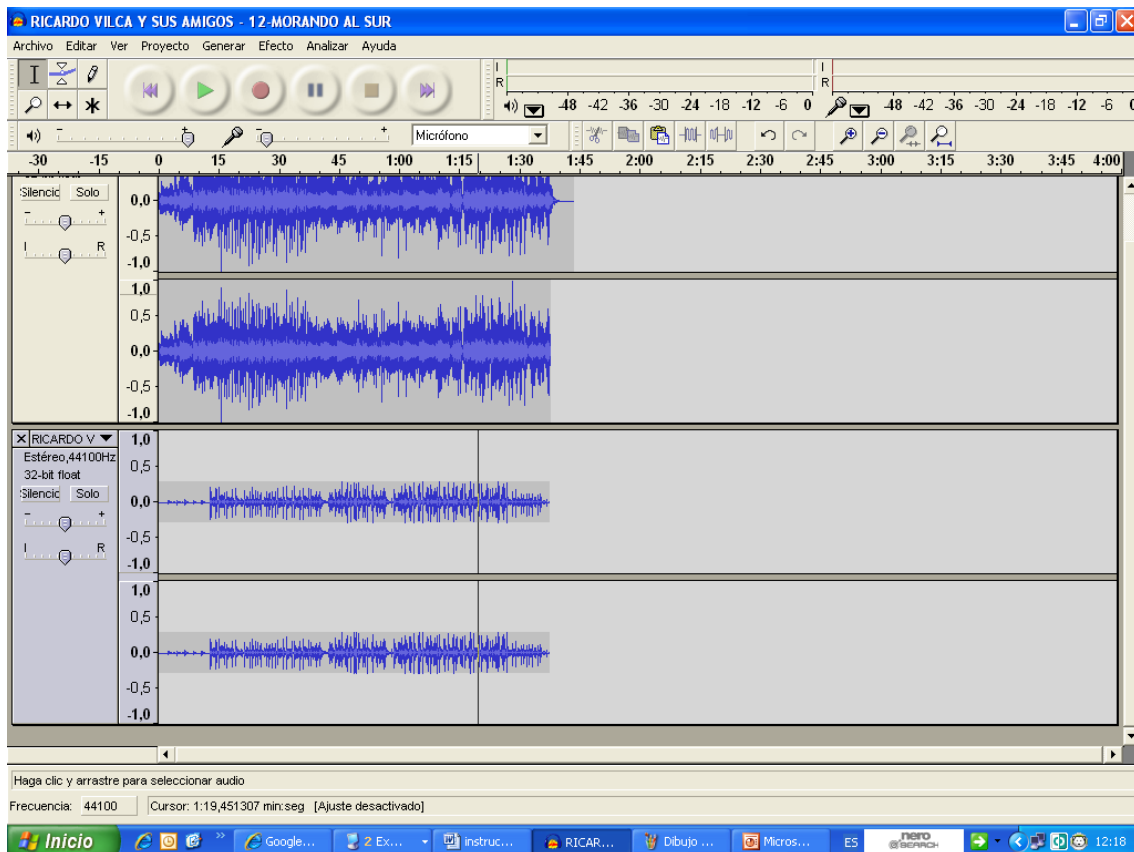 RICARDO VILCA Y SUS AMIGOS - 12-MORANDO AL SUR
Archivo Editar Ver Proyecto Generar Efecto Analizar Ayuda
I
R
-48 -42 -36 -30 -24 -18 -12 -6 0
I
R
-48 -42 -36 -30 -24 -18 -12 -6
- + - + Micrófono
-30 -15 0 15 30 45 1:00 1:15 1:30 1:45 2:00 2:15 2:30 2:45 3:00 3:15 3:30 3:45 4:00
Silencic Solo
- +
I R
0,0
-0,5
-1,0
1,0
0,5
0,0
-0,5
-1,0
RICARDO V
Estéreo,44100Hz
32-bit float
Silencic Solo
- +
I R
1,0
0,5
0,0
-0,5
-1,0
1,0
0,5
0,0
-0,5
-1,0
Haga clic y arrastre para seleccionar audio
Frecuencia: 44100 Cursor: 1:19,451307 min:seg [Ajuste desactivado]
Inicio Google... 2 Ex... instruc... RICAR... Dibujo ... Micros... ES nero SEARCH 12:18